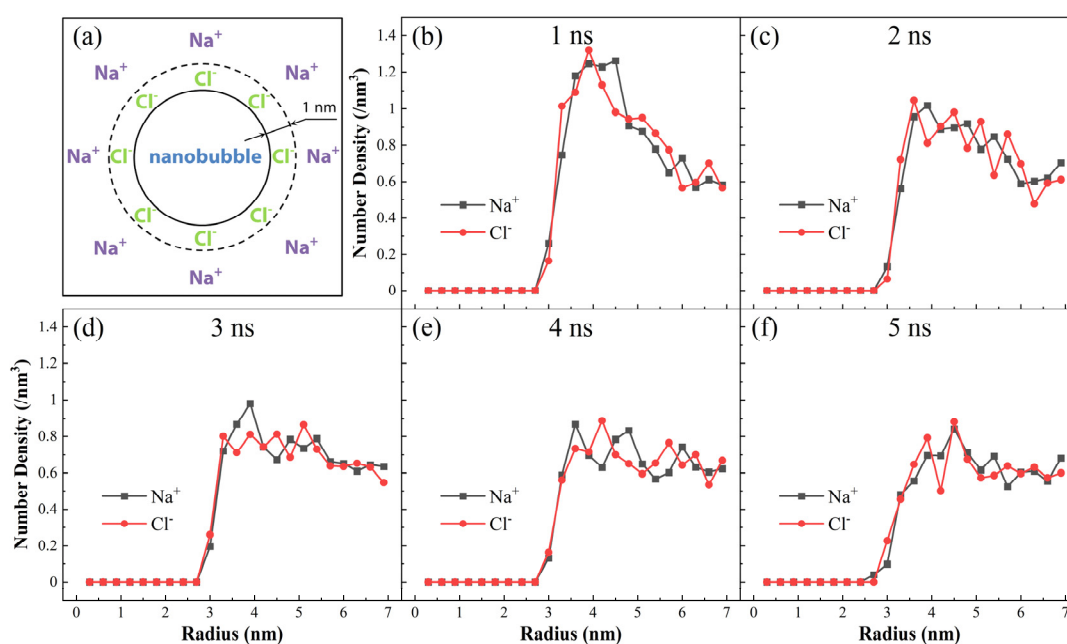 (a)
Na⁺
Na⁺ Na⁺
Cl⁻
Cl⁻ Cl⁻
1 nm
Na⁺ Cl⁻ nanobubble Cl⁻ Na⁺
Cl⁻ Cl⁻
Cl⁻
Na⁺ Na⁺
Na⁺
(b) 1 ns
Number Density (/nm³)
1.4
1.2
1
0.8
0.6
0.4
0.2
0
Na⁺
Cl⁻
(c) 2 ns
Na⁺
Cl⁻
(d) 3 ns
Number Density (/nm³)
1.4
1.2
1
0.8
0.6
0.4
0.2
0
Na⁺
Cl⁻
0 1 2 3 4 5 6 7
Radius (nm)
(e) 4 ns
Na⁺
Cl⁻
0 1 2 3 4 5 6 7
Radius (nm)
(f) 5 ns
Na⁺
Cl⁻
0 1 2 3 4 5 6 7
Radius (nm)